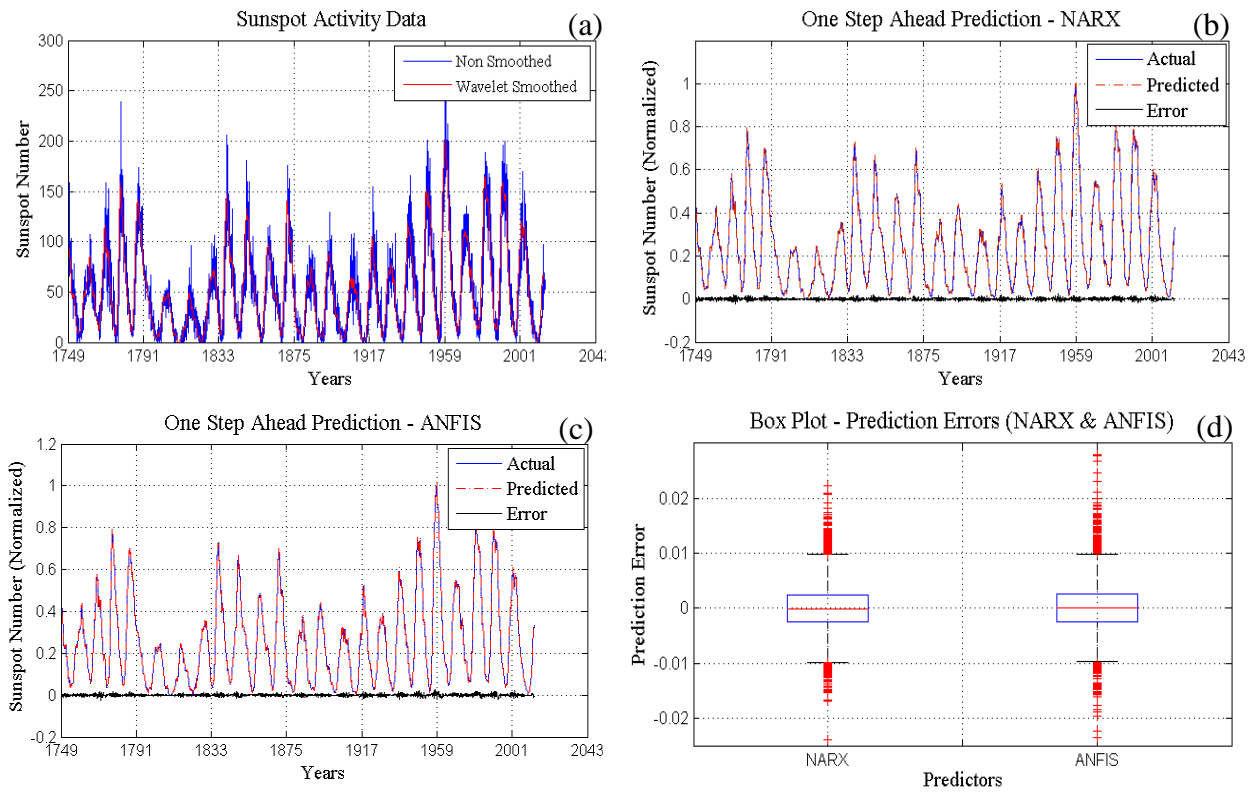 Sunspot Activity Data
(a)
300
250
200
150
100
50
0
Sunspot Number
Non Smoothed
Wavelet Smoothed
1749 1791 1833 1875 1917 1959 2001 204
Years
One Step Ahead Prediction - NARX
(b)
1
0.8
0.6
0.4
0.2
0
-0.2
Sunspot Number (Normalized)
Actual
Predicted
Error
1749 1791 1833 1875 1917 1959 2001 2043
Years
One Step Ahead Prediction - ANFIS
(c)
1.2
1
0.8
0.6
0.4
0.2
0
-0.2
Sunspot Number (Normalized)
Actual
Predicted
Error
1749 1791 1833 1875 1917 1959 2001 2043
Years
Box Plot - Prediction Errors (NARX & ANFIS)
(d)
0.02
0.01
0
-0.01
-0.02
Prediction Error
NARX ANFIS
Predictors